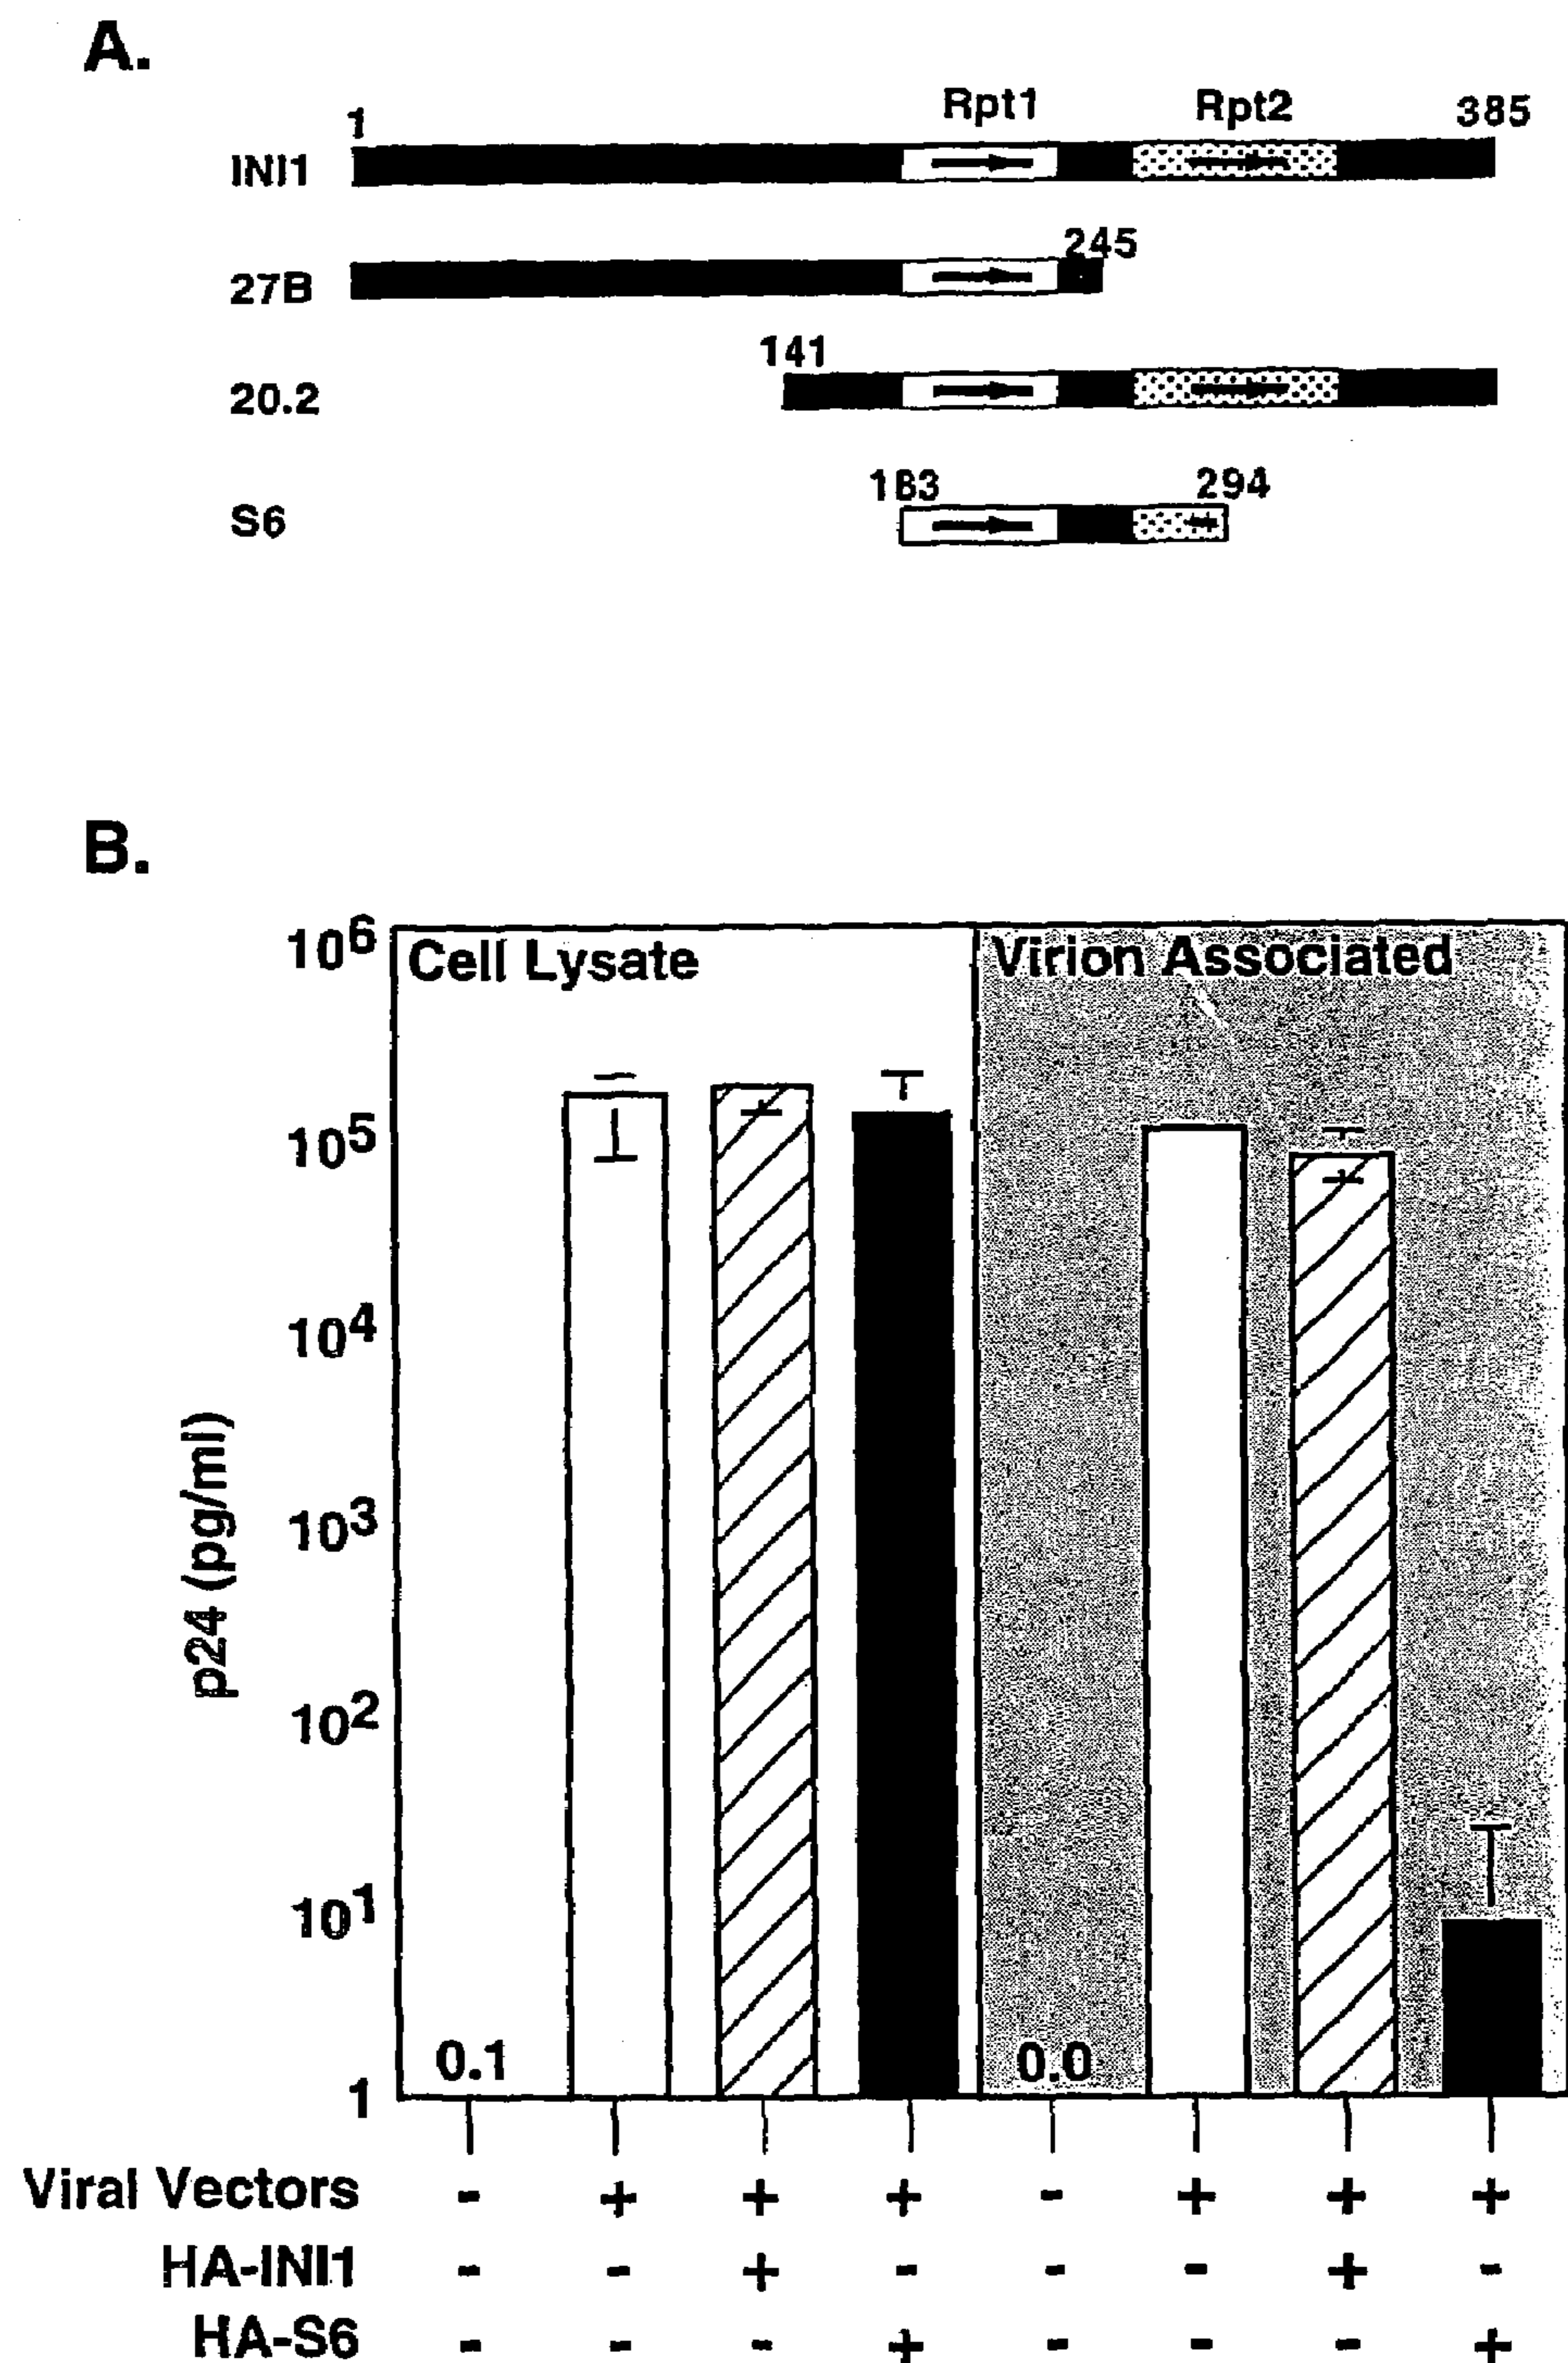 A.
1 Rpt1 Rpt2 385
INI1
245
27B
141
20.2
183 294
S6
B.
10^6 Cell Lysate Virion Associated
10^5
10^4
10^3
10^2
10^1
1
0.1 0.0
p24 (pg/ml)
Viral Vectors - + + + - + + +
HA-INI1 - - + - - - + -
HA-S6 - - - + - - - +